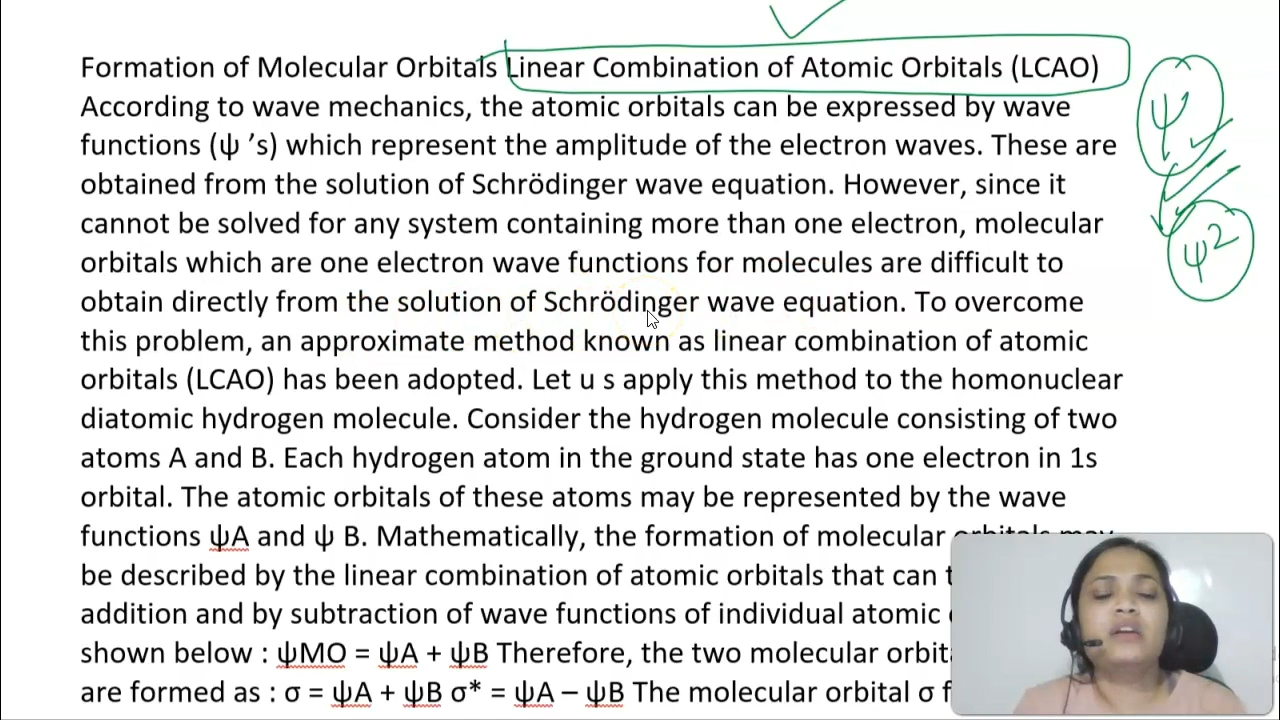 Formation of Molecular Orbitals Linear Combination of Atomic Orbitals (LCAO)
According to wave mechanics, the atomic orbitals can be expressed by wave
functions (ψ ’s) which represent the amplitude of the electron waves. These are
obtained from the solution of Schrödinger wave equation. However, since it
cannot be solved for any system containing more than one electron, molecular
orbitals which are one electron wave functions for molecules are difficult to
obtain directly from the solution of Schrödinger wave equation. To overcome
this problem, an approximate method known as linear combination of atomic
orbitals (LCAO) has been adopted. Let u s apply this method to the homonuclear
diatomic hydrogen molecule. Consider the hydrogen molecule consisting of two
atoms A and B. Each hydrogen atom in the ground state has one electron in 1s
orbital. The atomic orbitals of these atoms may be represented by the wave
functions ψA and ψ B. Mathematically, the formation of molecular orbitals may
be described by the linear combination of atomic orbitals that can
addition and by subtraction of wave functions of individual atomic
shown below : ψMO = ψA + ψB Therefore, the two molecular
are formed as : σ = ψA + ψB σ* = ψA – ψB The molecular orbital σ
ψ
ψ2